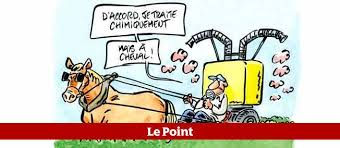 D'ACCORD, JE TRAITE
CHIMIQUEMENT
MAIS À
CHEVAL!
Le Point